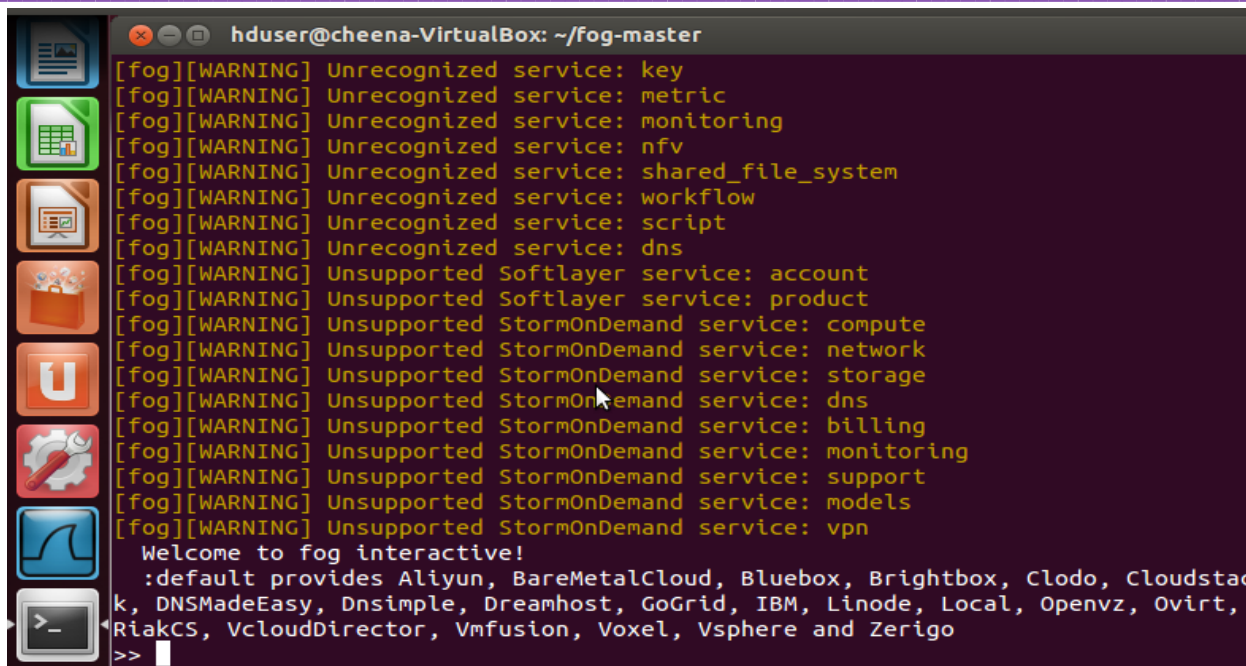 hduser@cheena-VirtualBox: ~/fog-master
[fog][WARNING] Unrecognized service: key
[fog][WARNING] Unrecognized service: metric
[fog][WARNING] Unrecognized service: monitoring
[fog][WARNING] Unrecognized service: nfv
[fog][WARNING] Unrecognized service: shared_file_system
[fog][WARNING] Unrecognized service: workflow
[fog][WARNING] Unrecognized service: script
[fog][WARNING] Unrecognized service: dns
[fog][WARNING] Unsupported Softlayer service: account
[fog][WARNING] Unsupported Softlayer service: product
[fog][WARNING] Unsupported StormOnDemand service: compute
[fog][WARNING] Unsupported StormOnDemand service: network
[fog][WARNING] Unsupported StormOnDemand service: storage
[fog][WARNING] Unsupported StormOnDemand service: dns
[fog][WARNING] Unsupported StormOnDemand service: billing
[fog][WARNING] Unsupported StormOnDemand service: monitoring
[fog][WARNING] Unsupported StormOnDemand service: support
[fog][WARNING] Unsupported StormOnDemand service: models
[fog][WARNING] Unsupported StormOnDemand service: vpn
Welcome to fog interactive!
:default provides Aliyun, BareMetalCloud, Bluebox, Brightbox, Clodo, Cloudstac
k, DNSMadeEasy, Dnsimple, Dreamhost, GoGrid, IBM, Linode, Local, Openvz, Ovirt,
RiakCS, VcloudDirector, Vmfusion, Voxel, Vsphere and Zerigo
>>